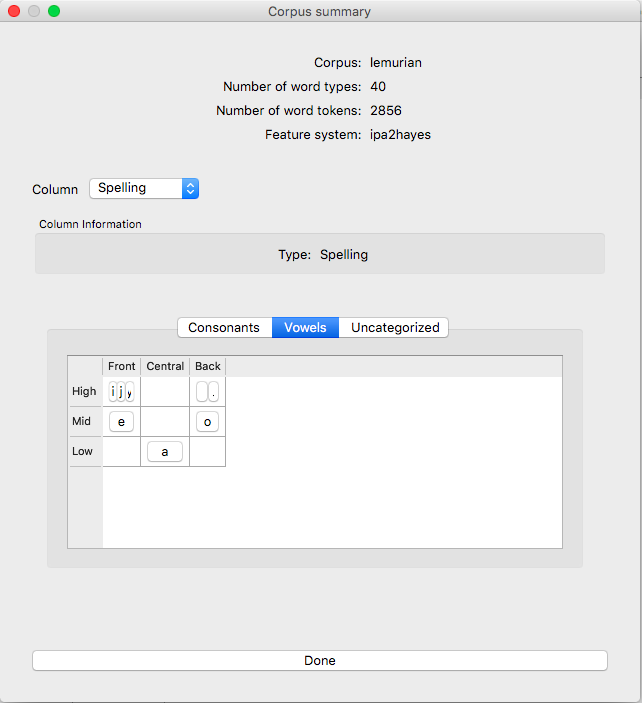 Corpus summary
Corpus: lemurian
Number of word types: 40
Number of word tokens: 2856
Feature system: ipa2hayes
Column Spelling
Column Information
Type: Spelling
Consonants Vowels Uncategorized
Front Central Back
High i j y .
Mid e o
Low a
Done